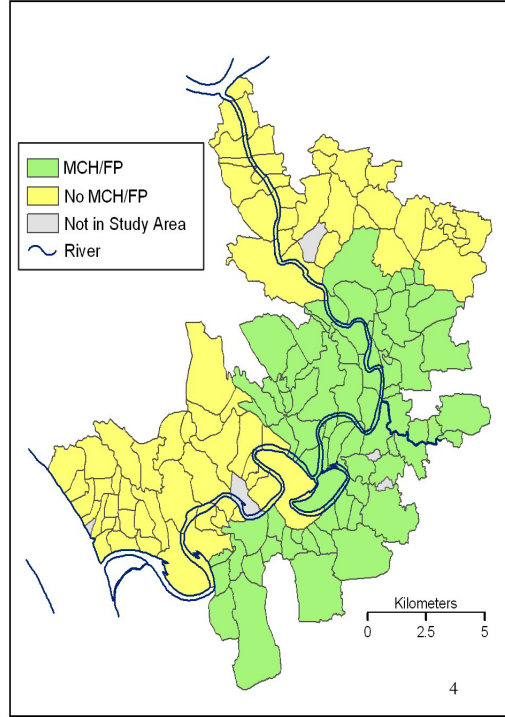 MCH/FP
No MCH/FP
Not in Study Area
River
Kilometers
0 2.5 5
4